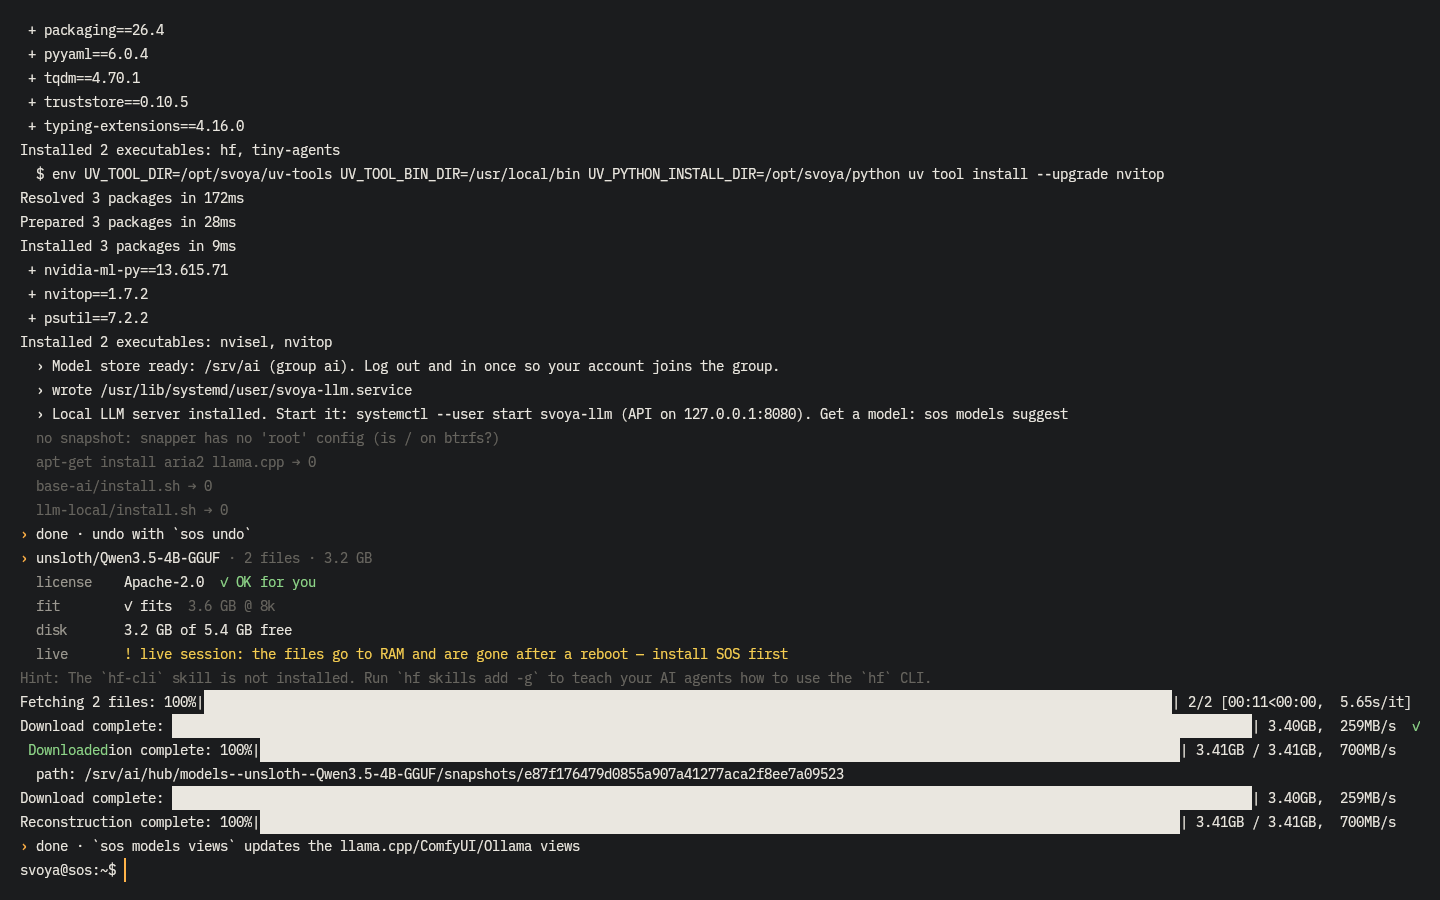 + packaging==26.4
+ pyyaml==6.0.4
+ tqdm==4.70.1
+ truststore==0.10.5
+ typing-extensions==4.16.0
Installed 2 executables: hf, tiny-agents
$ env UV_TOOL_DIR=/opt/svoya/uv-tools UV_TOOL_BIN_DIR=/usr/local/bin UV_PYTHON_INSTALL_DIR=/opt/svoya/python uv tool install --upgrade nvitop
Resolved 3 packages in 172ms
Prepared 3 packages in 28ms
Installed 3 packages in 9ms
+ nvidia-ml-py==13.615.71
+ nvitop==1.7.2
+ psutil==7.2.2
Installed 2 executables: nvisel, nvitop
› Model store ready: /srv/ai (group ai). Log out and in once so your account joins the group.
› wrote /usr/lib/systemd/user/svoya-llm.service
› Local LLM server installed. Start it: systemctl --user start svoya-llm (API on 127.0.0.1:8080). Get a model: sos models suggest
no snapshot: snapper has no 'root' config (is / on btrfs?)
apt-get install aria2 llama.cpp → 0
base-ai/install.sh → 0
llm-local/install.sh → 0
› done · undo with `sos undo`
› unsloth/Qwen3.5-4B-GGUF · 2 files · 3.2 GB
license Apache-2.0 ✓ OK for you
fit ✓ fits 3.6 GB @ 8k
disk 3.2 GB of 5.4 GB free
live ! live session: the files go to RAM and are gone after a reboot — install SOS first
Hint: The `hf-cli` skill is not installed. Run `hf skills add -g` to teach your AI agents how to use the `hf` CLI.
Fetching 2 files: 100%| | 2/2 [00:11<00:00, 5.65s/it]
Download complete: | 3.40GB, 259MB/s ✓
Downloadedion complete: 100%| | 3.41GB / 3.41GB, 700MB/s
path: /srv/ai/hub/models--unsloth--Qwen3.5-4B-GGUF/snapshots/e87f176479d0855a907a41277aca2f8ee7a09523
Download complete: | 3.40GB, 259MB/s
Reconstruction complete: 100%| | 3.41GB / 3.41GB, 700MB/s
› done · `sos models views` updates the llama.cpp/ComfyUI/Ollama views
svoya@sos:~$